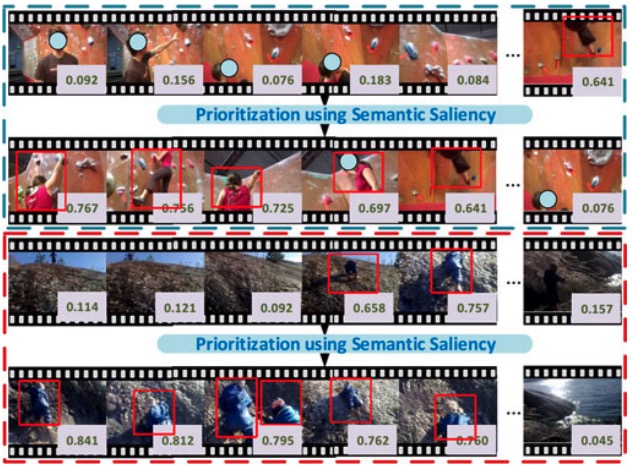 0.092 0.156 0.076 0.183 0.084 ... 0.641
Prioritization using Semantic Saliency
0.767 0.756 0.725 0.697 0.641 ... 0.076
0.114 0.121 0.092 0.658 0.757 ... 0.157
Prioritization using Semantic Saliency
0.841 0.812 0.795 0.762 0.760 ... 0.045